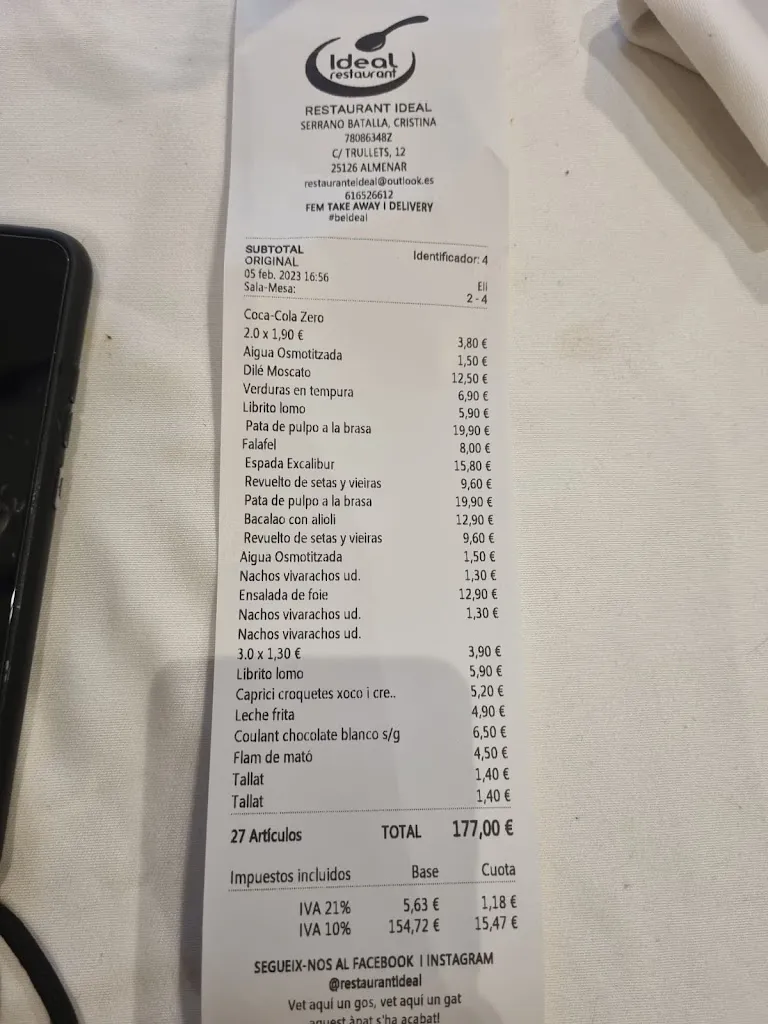 Ideal
restaurant
RESTAURANT IDEAL
SERRANO BATALLA, CRISTINA
78086348Z
C/ TRULLETS, 12
25126 ALMENAR
restauranteideal@outlook.es
616526612
FEM TAKE AWAY I DELIVERY
#beideal
SUBTOTAL
ORIGINAL Identificador: 4
05 feb. 2023 16:56 Eli
Sala-Mesa: 2 - 4
Coca-Cola Zero
2.0 x 1,90 € 3,80 €
Aigua Osmotitzada 1,50 €
Dilé Moscato 12,50 €
Verduras en tempura 6,90 €
Librito lomo 5,90 €
Pata de pulpo a la brasa 19,90 €
Falafel 8,00 €
Espada Excalibur 15,80 €
Revuelto de setas y vieiras 9,60 €
Pata de pulpo a la brasa 19,90 €
Bacalao con alioli 12,90 €
Revuelto de setas y vieiras 9,60 €
Aigua Osmotitzada 1,50 €
Nachos vivarachos ud. 1,30 €
Ensalada de foie 12,90 €
Nachos vivarachos ud. 1,30 €
Nachos vivarachos ud.
3.0 x 1,30 € 3,90 €
Librito lomo 5,90 €
Caprici croquetes xoco i cre.. 5,20 €
Leche frita 4,90 €
Coulant chocolate blanco s/g 6,50 €
Flam de mató 4,50 €
Tallat 1,40 €
Tallat 1,40 €
27 Artículos TOTAL 177,00 €
Impuestos incluidos Base Cuota
IVA 21% 5,63 € 1,18 €
IVA 10% 154,72 € 15,47 €
SEGUEIX-NOS AL FACEBOOK I INSTAGRAM
@restaurantideal
Vet aquí un gos, vet aquí un gat
aquest àpat s'ha acabat!